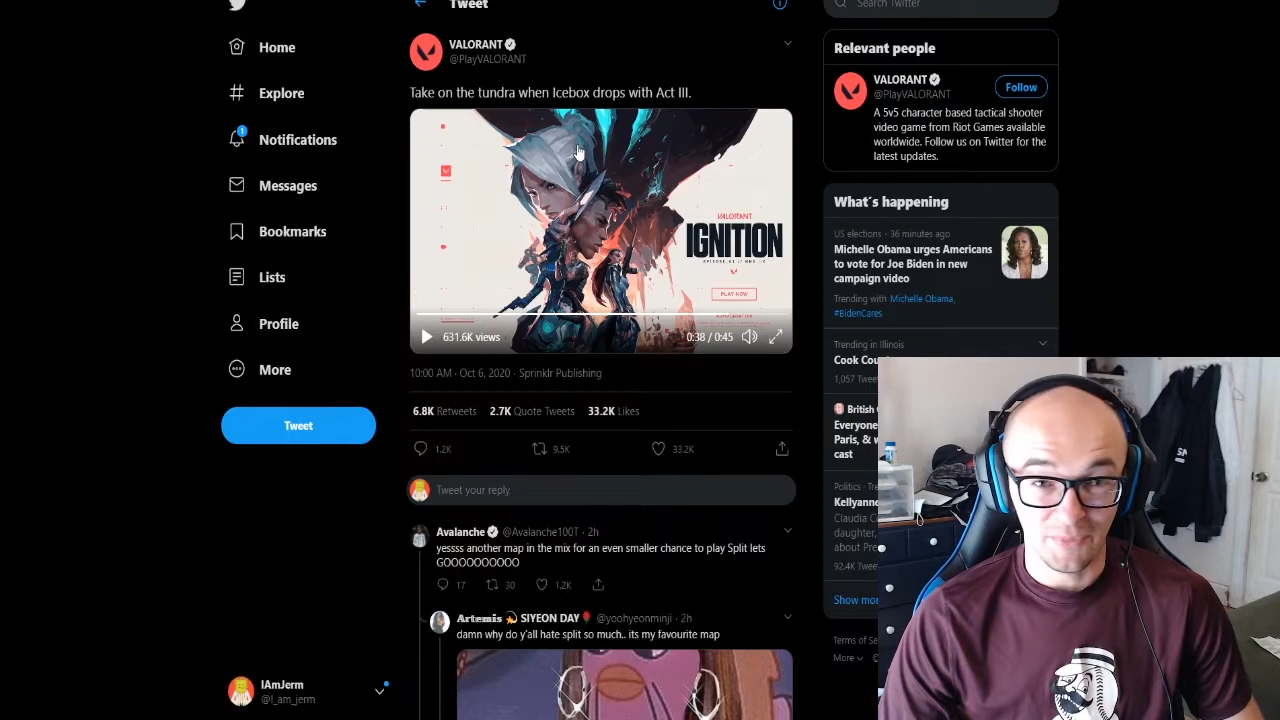 Tweet
Search Twitter
Home
Explore
1
Notifications
Messages
Bookmarks
Lists
Profile
More
Tweet
IAmJerm
@I_am_jerm
VALORANT
@PlayVALORANT
Take on the tundra when Icebox drops with Act III.
VALORANT
IGNITION
PLAY NOW
631.6K views
0:38 / 0:45
10:00 AM · Oct 6, 2020 · Sprinklr Publishing
6.8K Retweets 2.7K Quote Tweets 33.2K Likes
1.2K 9.5K 33.2K
Tweet your reply
Avalanche @Avalanche100T · 2h
yessss another map in the mix for an even smaller chance to play Split lets
GOOOOOOOOOO
17 30 1.2K
Artemis SIYEON DAY @yoohyeonminji · 2h
damn why do y'all hate split so much.. its my favourite map
Relevant people
VALORANT
@PlayVALORANT
Follow
A 5v5 character based tactical shooter
video game from Riot Games available
worldwide. Follow us on Twitter for the
latest updates.
What's happening
US elections · 36 minutes ago
Michelle Obama urges Americans
to vote for Joe Biden in new
campaign video
Trending with Michelle Obama,
#BidenCares
Trending in Illinois
Cook Cou
1,057 Twee
British
Everyone
Paris, &
cast
Politics · Tre
Kellyanne
Claudia C
daughter,
about Pre
92.4K Twee
Show mor
Terms of Se
More